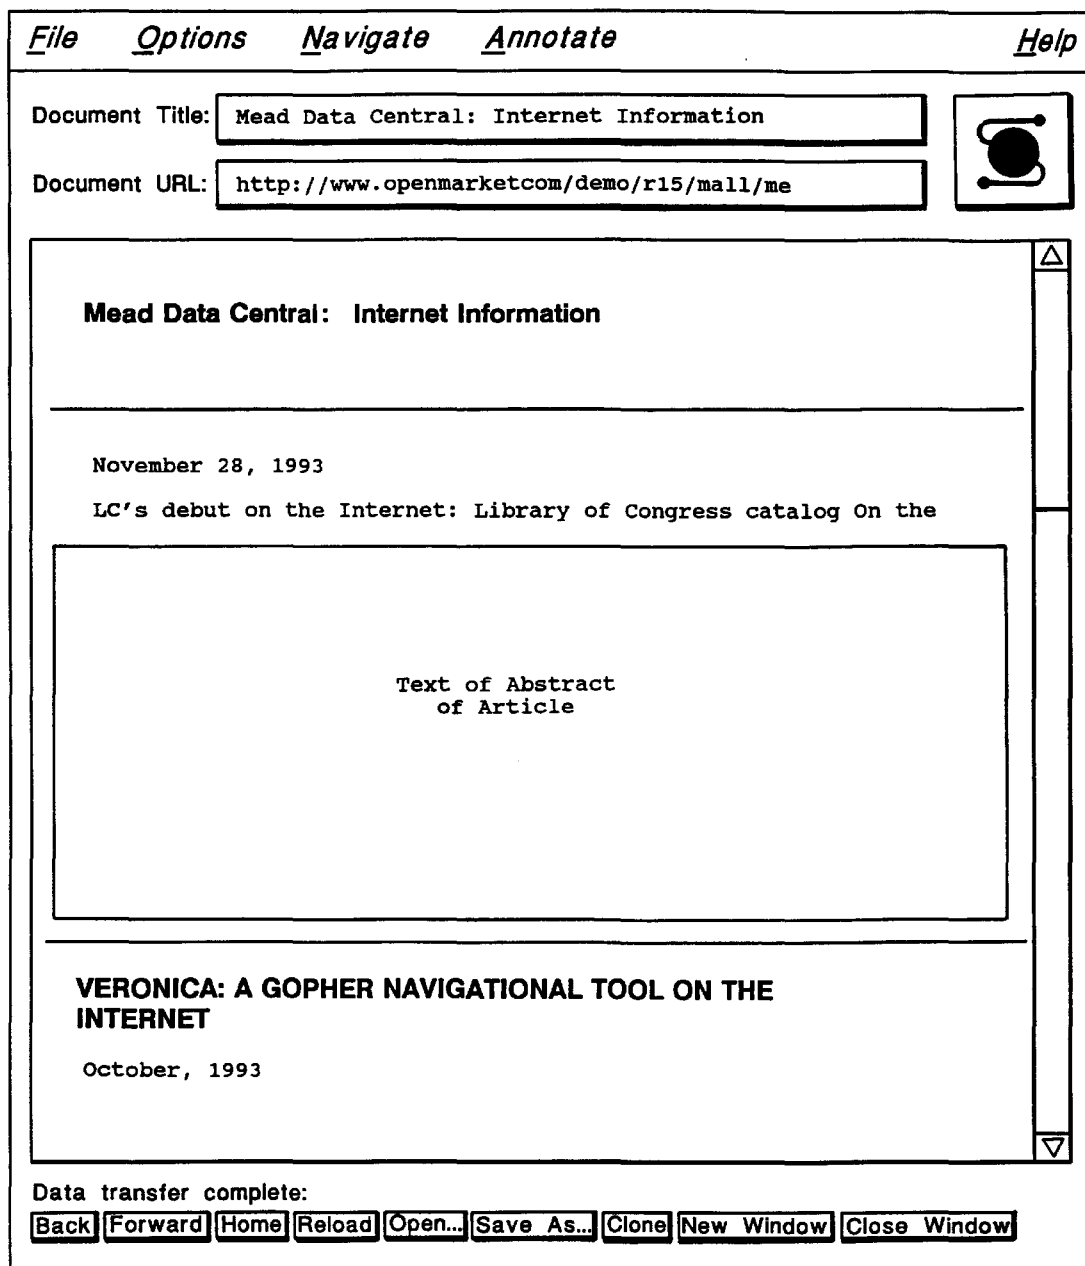 File Options Navigate Annotate Help
Document Title: Mead Data Central: Internet Information
Document URL: http://www.openmarketcom/demo/r15/mall/me
Mead Data Central: Internet Information
November 28, 1993
LC's debut on the Internet: Library of Congress catalog On the
Text of Abstract
of Article
VERONICA: A GOPHER NAVIGATIONAL TOOL ON THE
INTERNET
October, 1993
Data transfer complete:
Back Forward Home Reload Open... Save As... Clone New Window Close Window